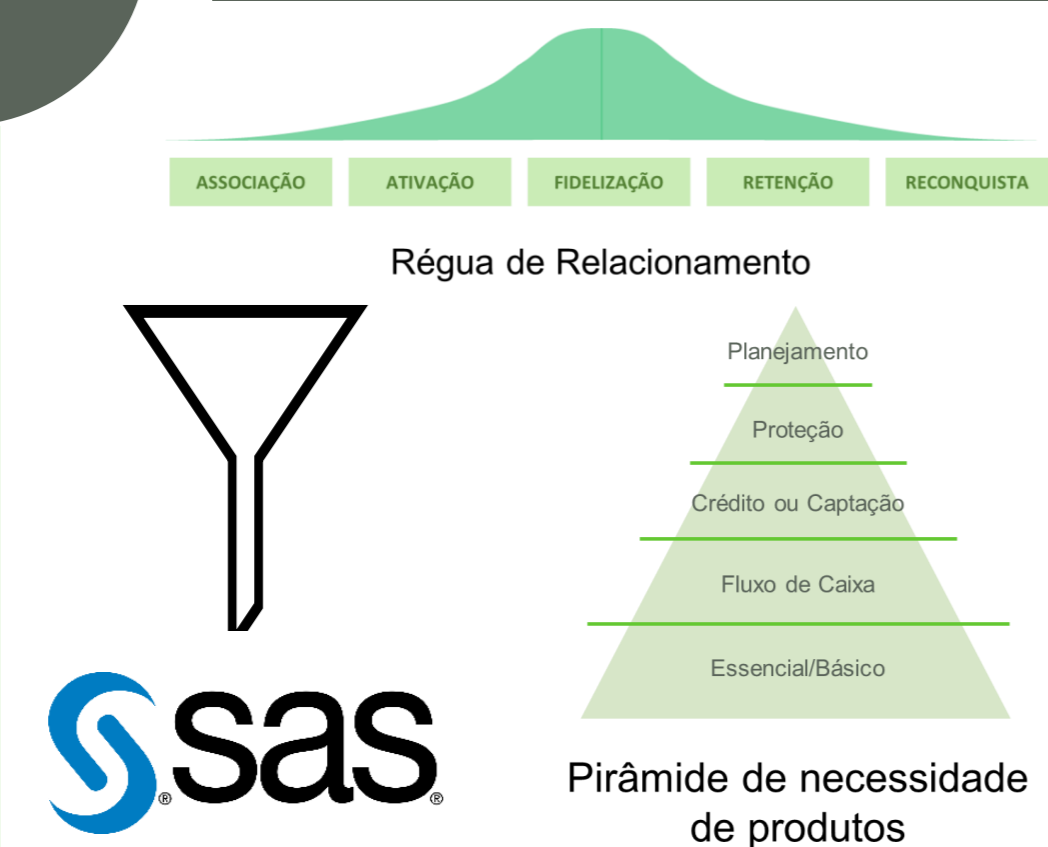 ASSOCIAÇÃO
ATIVAÇÃO
FIDELIZAÇÃO
RETENÇÃO
RECONQUISTA
Régua de Relacionamento
Planejamento
Proteção
Crédito ou Captação
Fluxo de Caixa
Essencial/Básico
sas
Pirâmide de necessidade
de produtos